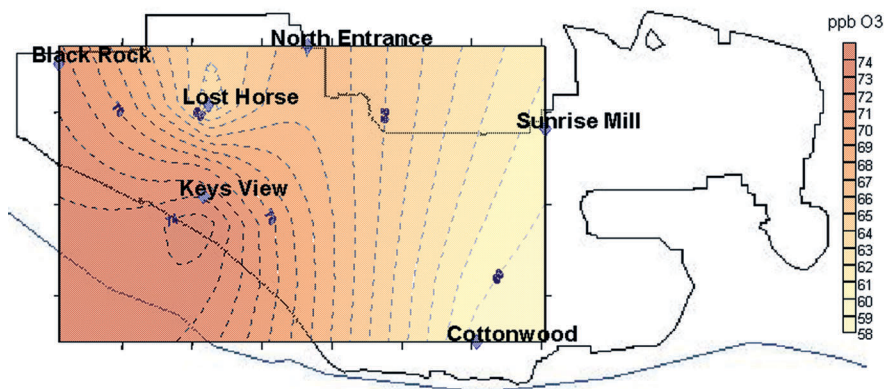 ppb O3
North Entrance
Black Rock
Lost Horse
Sunrise Mill
Keys View
Cottonwood
74
73
72
71
70
69
68
67
66
65
64
63
62
61
60
59
58